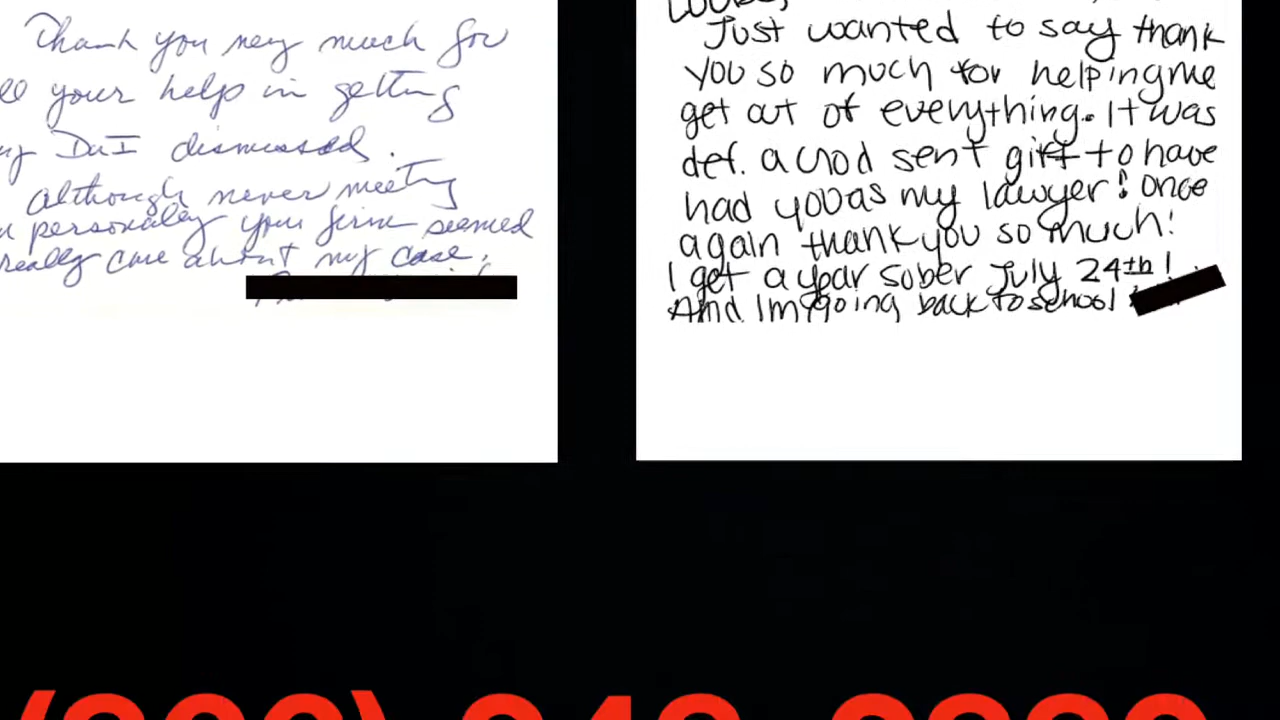 Thank you very much for
your help in getting
DUI dismissed.
Although never meeting
personally your firm seemed
really care about my case.
Just wanted to say thank
you so much for helping me
get out of everything. It was
def. a God sent gift to have
had you as my lawyer! Once
again thank you so much!
I get a year sober July 24th!
And Im going back to school